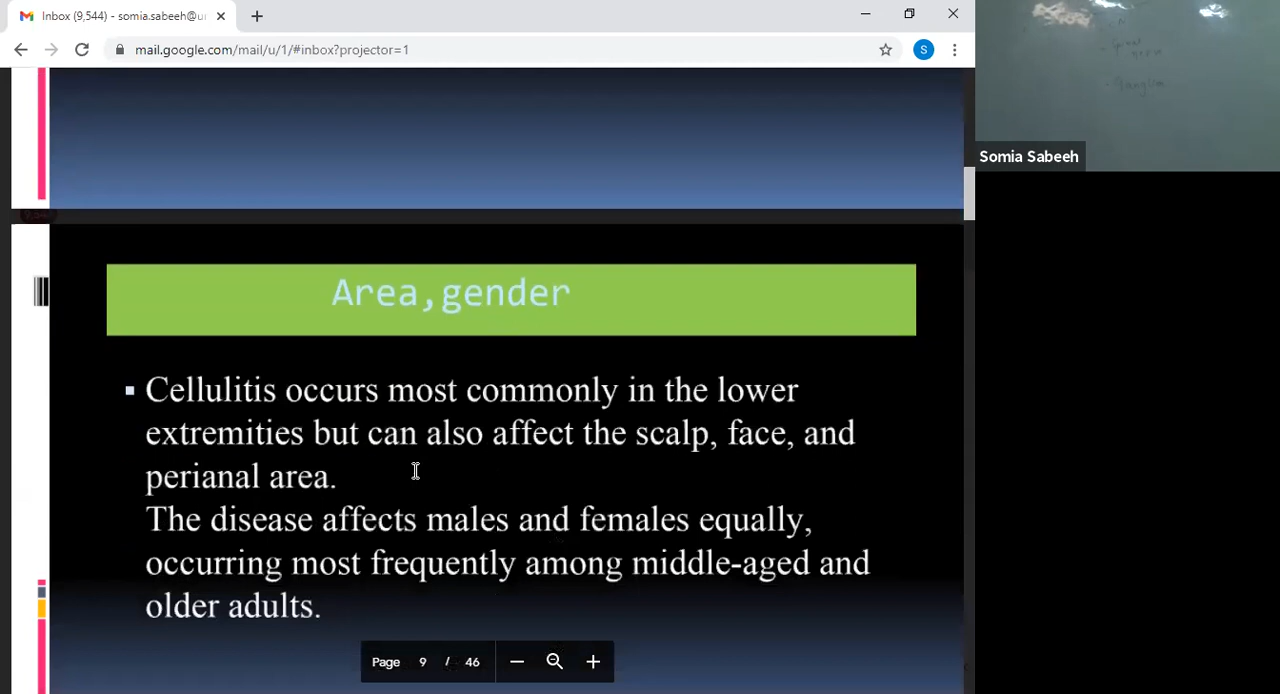 Inbox (9,544) - somia.sabeeh@u
mail.google.com/mail/u/1/#inbox?projector=1
S
Somia Sabeeh
Ganglia
Area,gender
▪ Cellulitis occurs most commonly in the lower
extremities but can also affect the scalp, face, and
perianal area.
The disease affects males and females equally,
occurring most frequently among middle-aged and
older adults.
Page 9 / 46